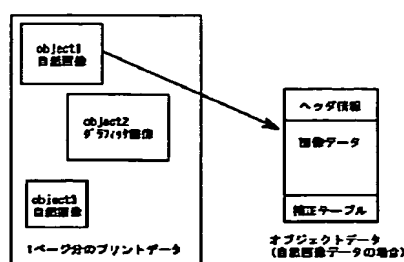 object1
自然画像
object2
グラフィック画像
object3
自然画像
1ページ分のプリントデータ
ヘッダ情報
画像データ
補正テーブル
オブジェクトデータ
(自然画像データの場合)